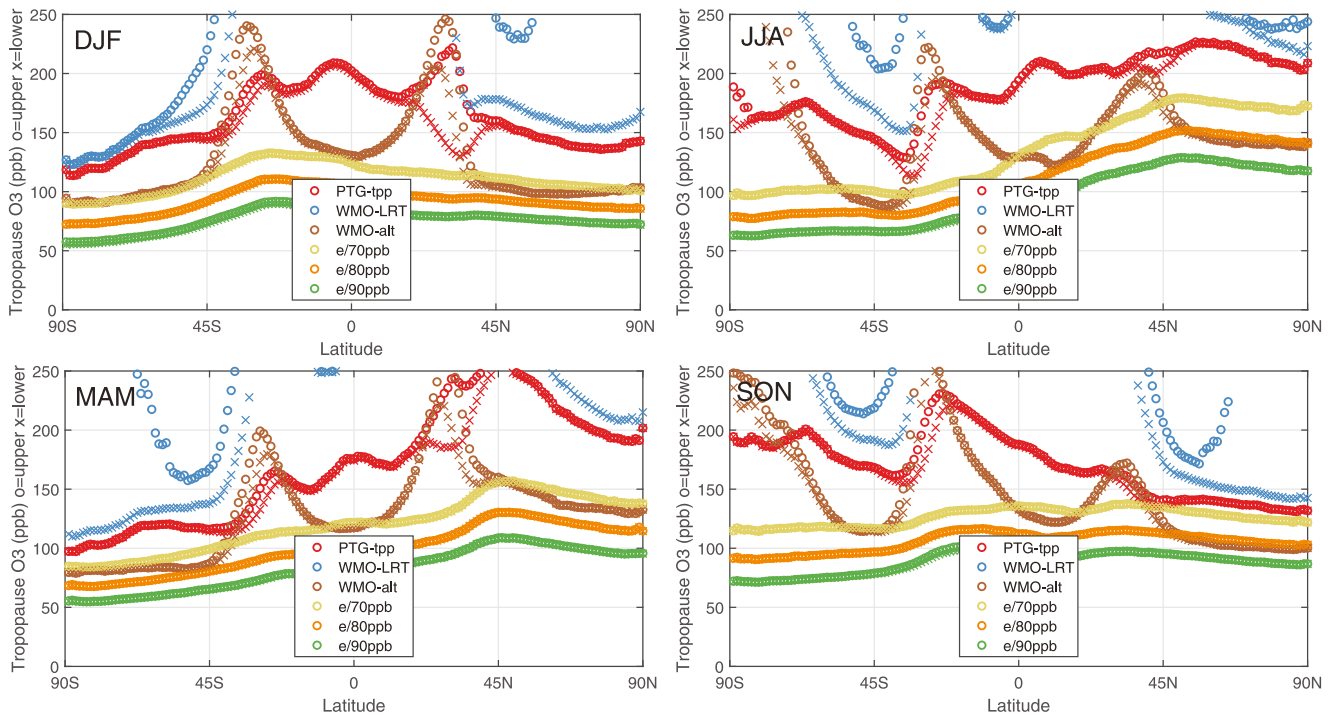 DJF
Tropopause O3 (ppb) o=upper x=lower
250
200
150
100
50
0
90S
45S
0
45N
90N
Latitude
PTG-tpp
WMO-LRT
WMO-alt
e/70ppb
e/80ppb
e/90ppb
JJA
Tropopause O3 (ppb) o=upper x=lower
250
200
150
100
50
0
90S
45S
0
45N
90N
Latitude
PTG-tpp
WMO-LRT
WMO-alt
e/70ppb
e/80ppb
e/90ppb
MAM
Tropopause O3 (ppb) o=upper x=lower
250
200
150
100
50
0
90S
45S
0
45N
90N
Latitude
PTG-tpp
WMO-LRT
WMO-alt
e/70ppb
e/80ppb
e/90ppb
SON
Tropopause O3 (ppb) o=upper x=lower
250
200
150
100
50
0
90S
45S
0
45N
90N
Latitude
PTG-tpp
WMO-LRT
WMO-alt
e/70ppb
e/80ppb
e/90ppb